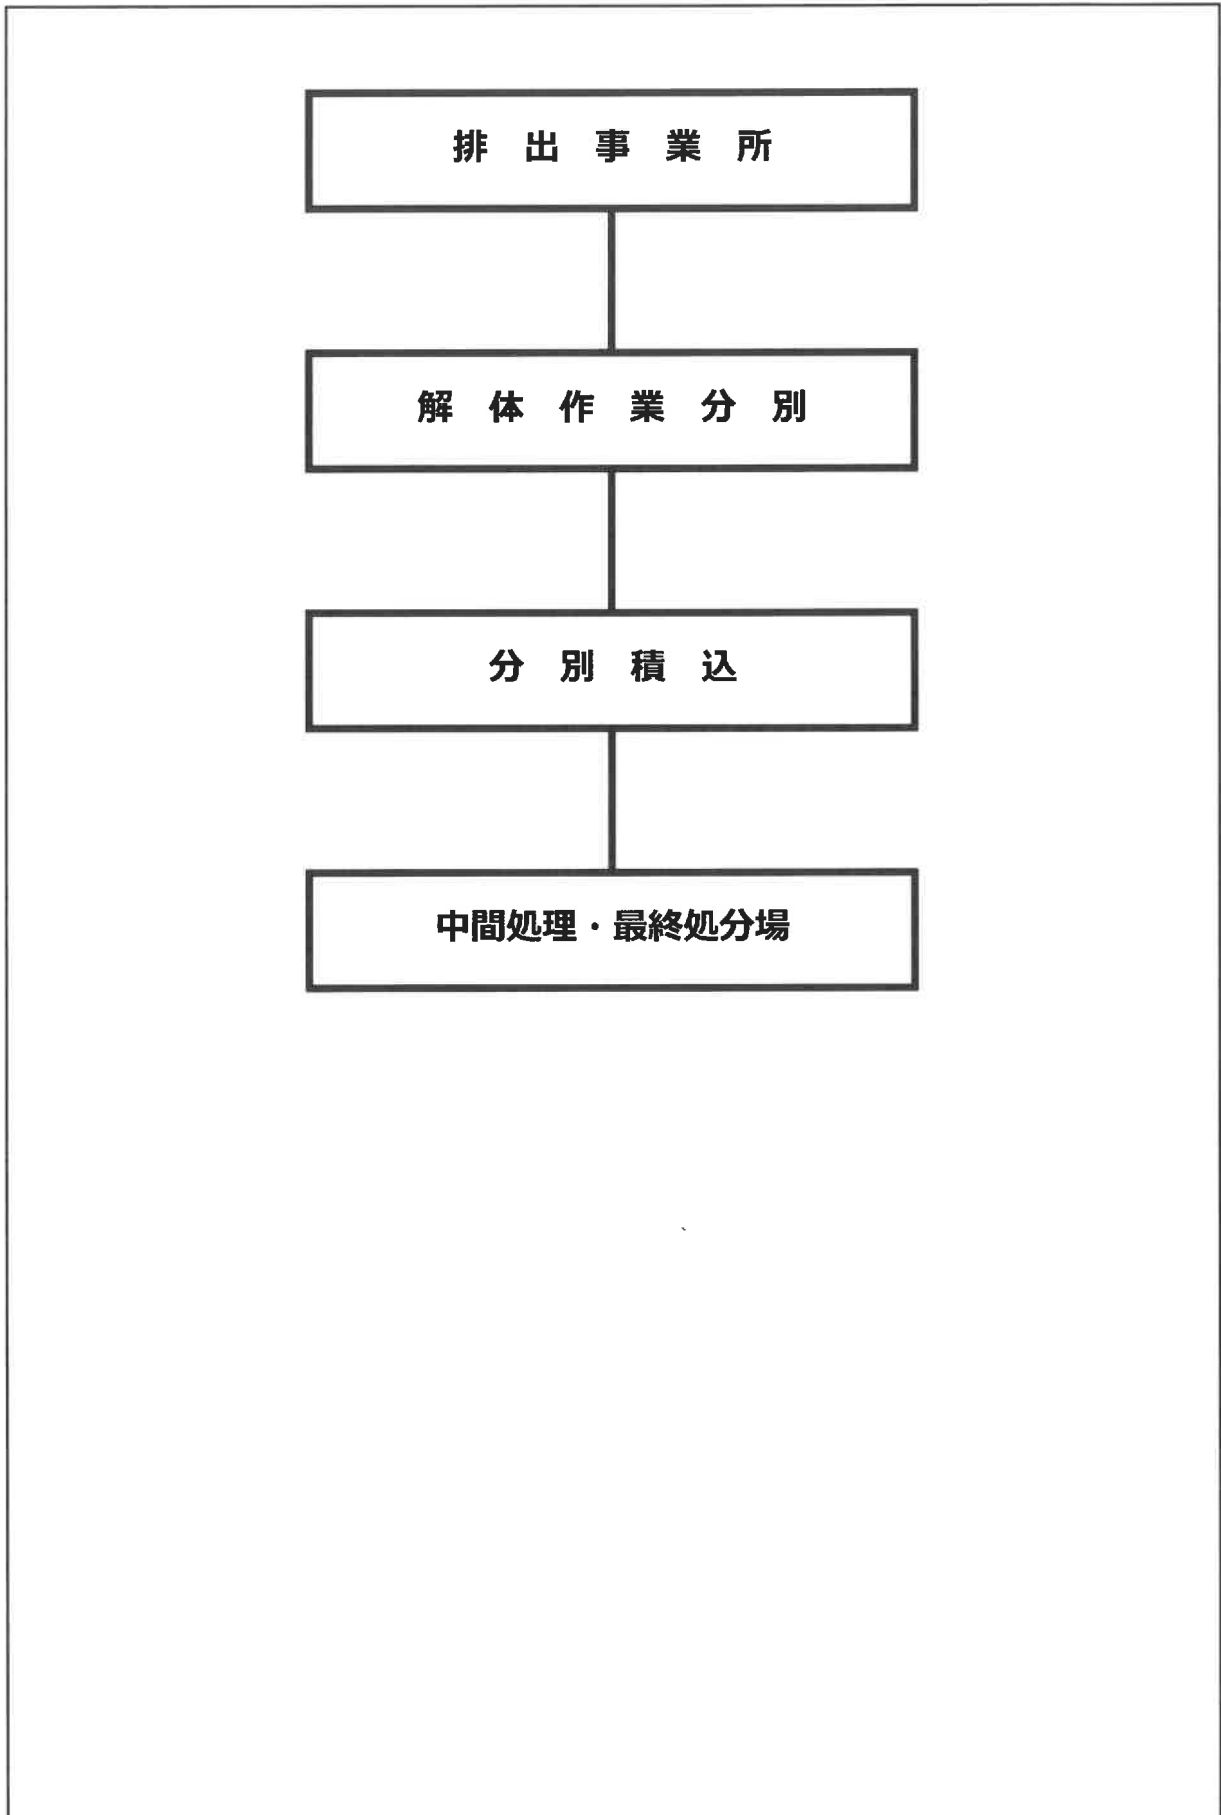 排出事業所
解体作業分別
分別積込
中間処理・最終処分場